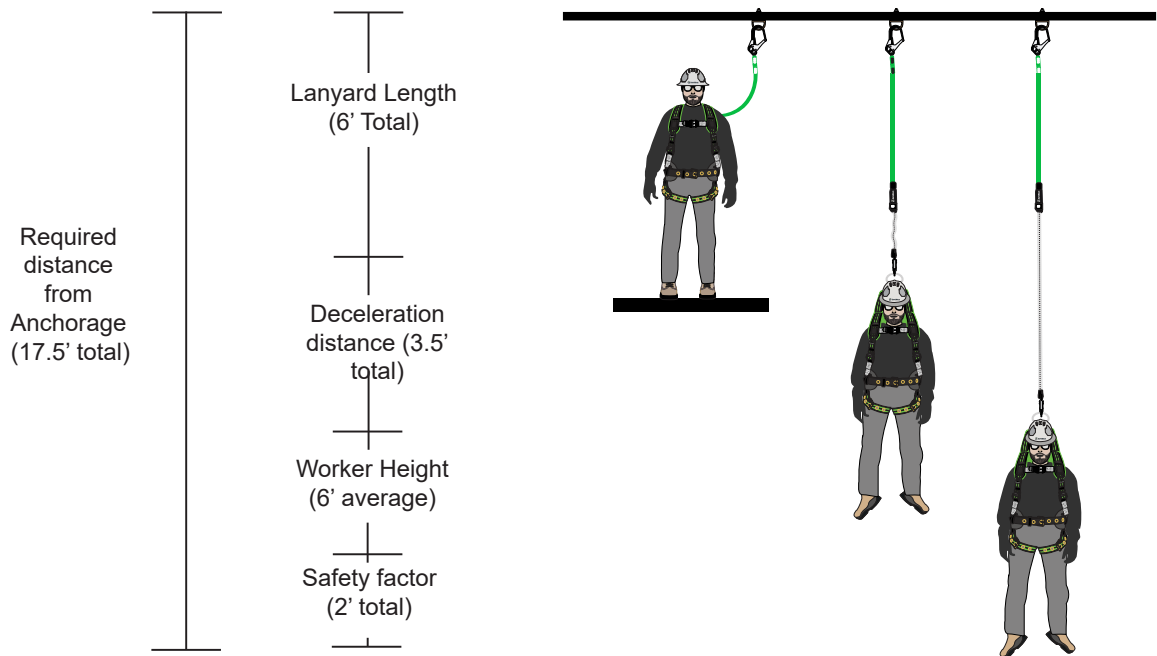 Required
distance
from
Anchorage
(17.5’ total)
Lanyard Length
(6’ Total)
Deceleration
distance (3.5’
total)
Worker Height
(6’ average)
Safety factor
(2’ total)